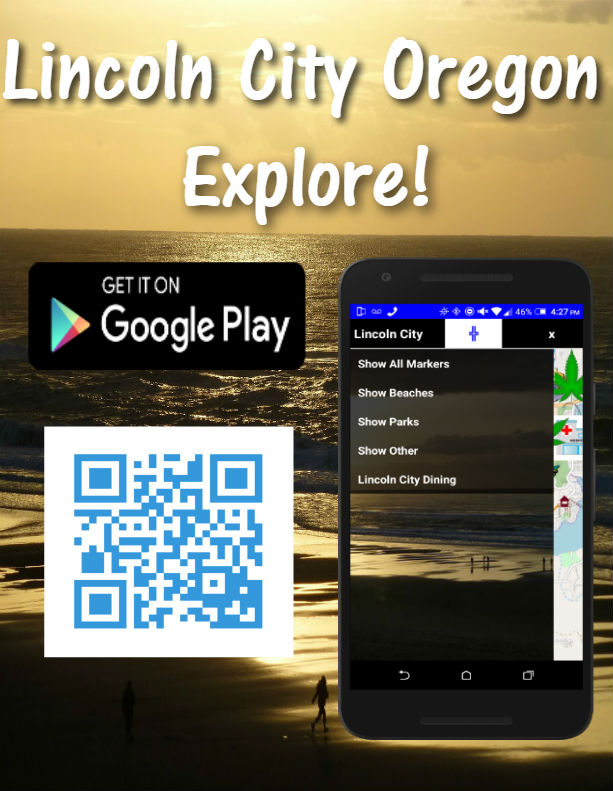 Lincoln City Oregon
Explore!
GET IT ON
Google Play
46% 4:27 PM
Lincoln City x
Show All Markers
Show Beaches
Show Parks
Show Other
Lincoln City Dining